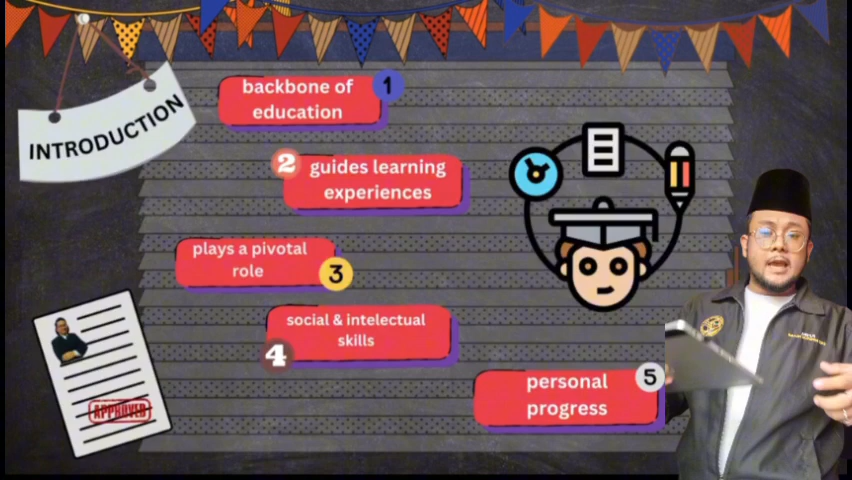 INTRODUCTION
backbone of
education
1
2
guides learning
experiences
plays a pivotal
role
3
social & intelectual
skills
4
personal
progress
5
APPROVED